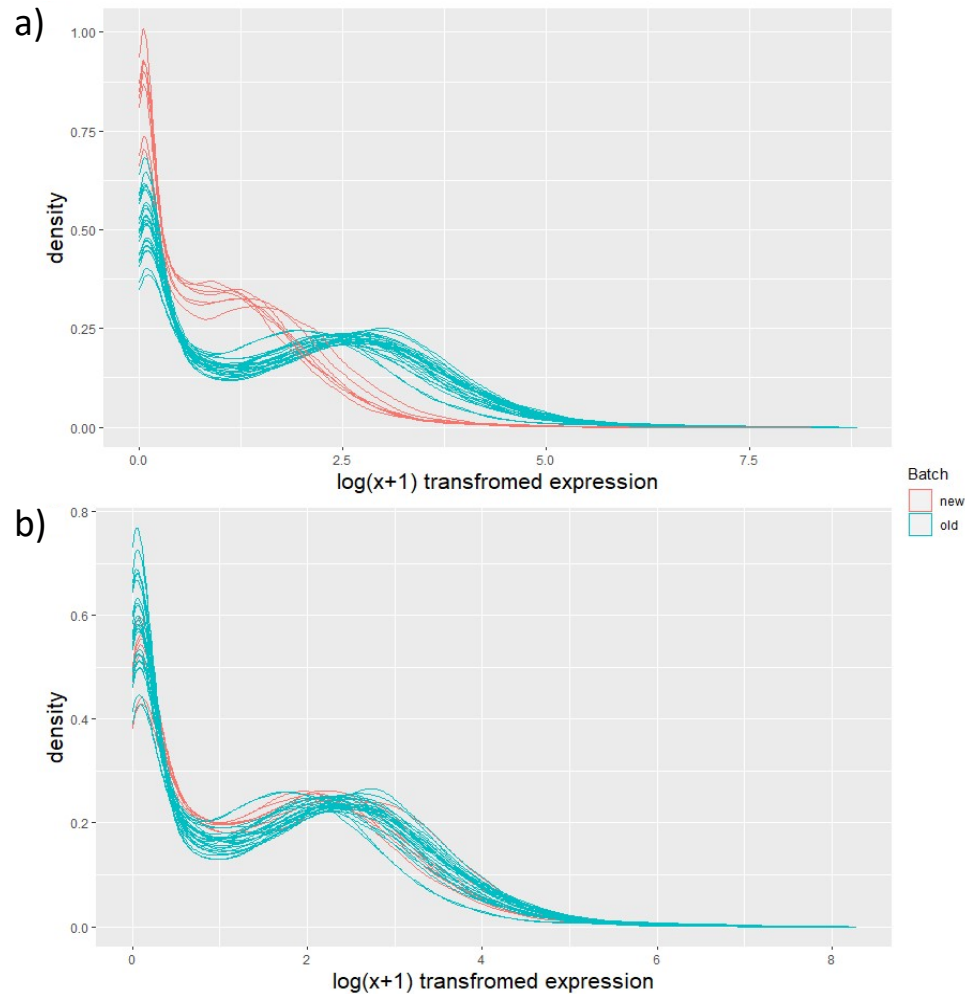 a)
1.00
0.75
0.50
0.25
0.00
density
0.0 2.5 5.0 7.5
log(x+1) transfromed expression
Batch
new
old
b)
0.8
0.6
0.4
0.2
0.0
density
0 2 4 6 8
log(x+1) transfromed expression